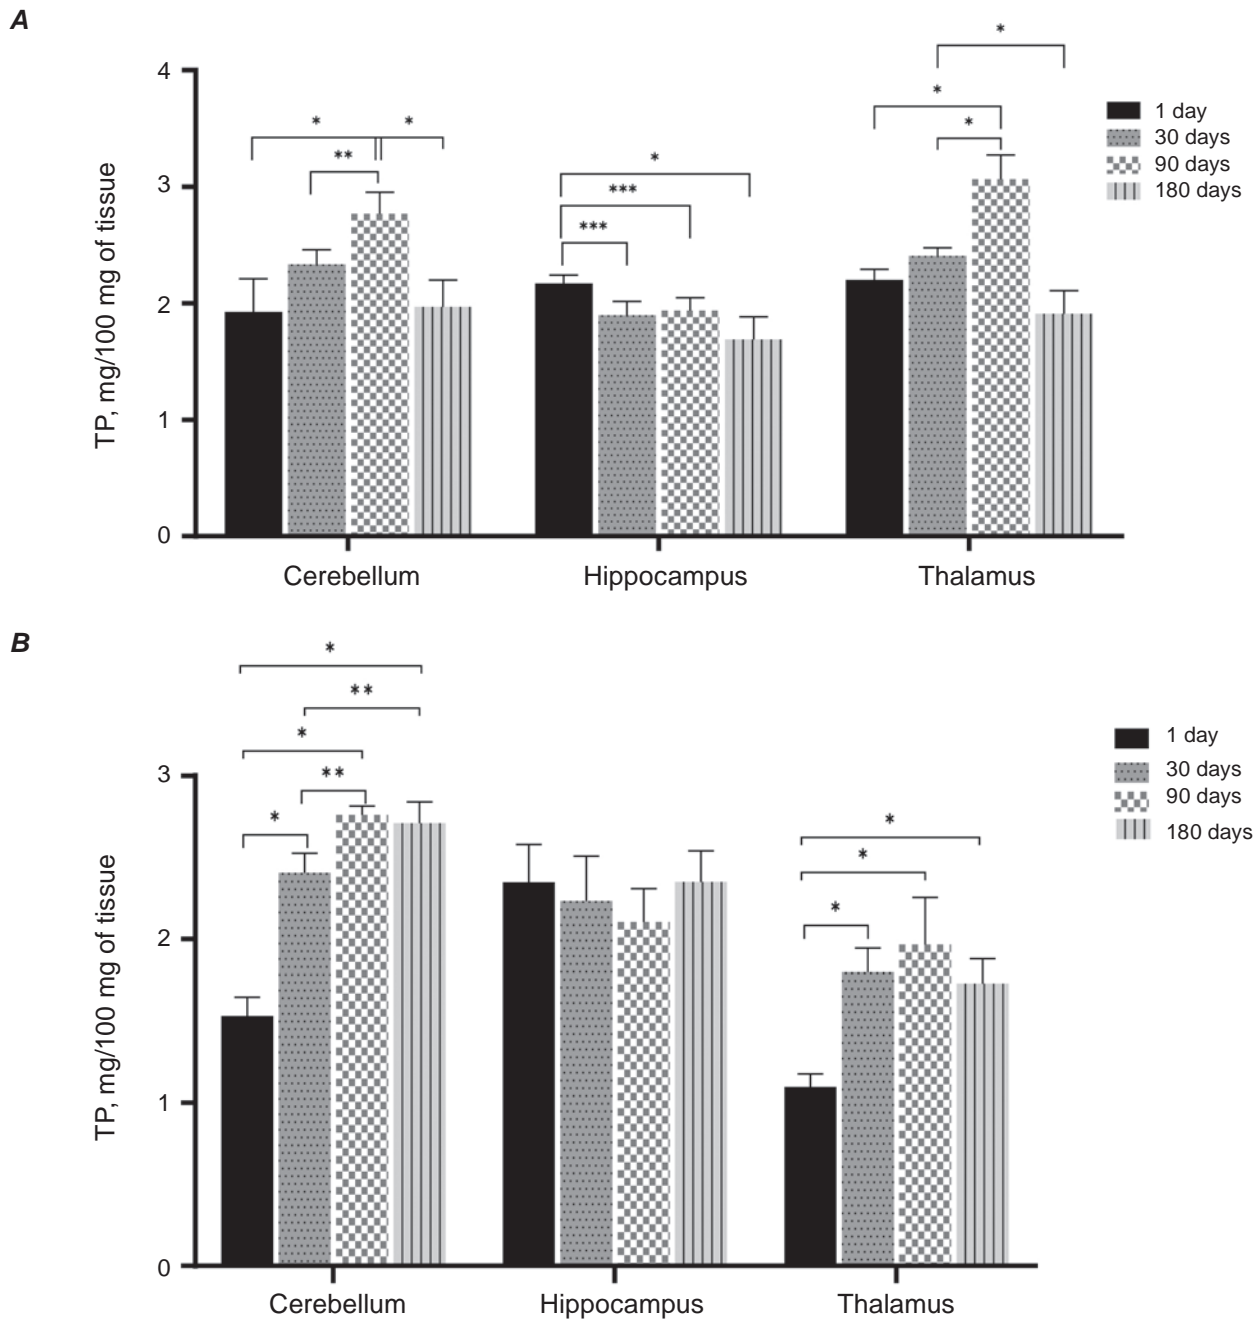 A
TP, mg/100 mg of tissue
4
3
2
1
0
*
*
**
*
***
***
*
*
*
1 day
30 days
90 days
180 days
Cerebellum Hippocampus Thalamus
B
TP, mg/100 mg of tissue
3
2
1
0
*
**
*
**
*
*
*
*
1 day
30 days
90 days
180 days
Cerebellum Hippocampus Thalamus